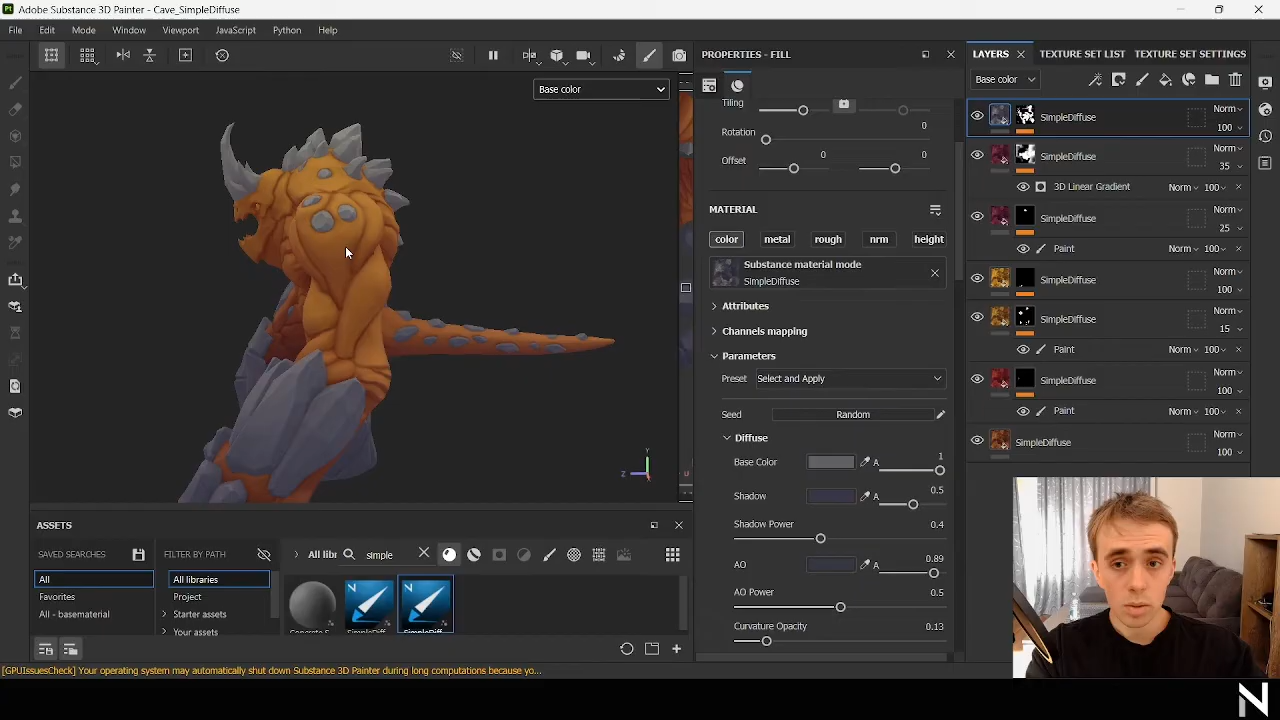 Pt Adobe Substance 3D Painter - Cave_SimpleDiffuse
File Edit Mode Window Viewport JavaScript Python Help
Base color
Y
Z
PROPERTIES - FILL
Tiling
Rotation 0
Offset 0 0
MATERIAL
color metal rough nrm height
Substance material mode
SimpleDiffuse
Attributes
Channels mapping
Parameters
Preset Select and Apply
Seed Random
Diffuse
Base Color A 1
Shadow A 0.5
Shadow Power 0.4
AO A 0.89
AO Power 0.5
Curvature Opacity 0.13
LAYERS TEXTURE SET LIST TEXTURE SET SETTINGS
Base color
SimpleDiffuse Norm 100
SimpleDiffuse Norm 35
3D Linear Gradient Norm 100
SimpleDiffuse Norm 25
Paint Norm 100
SimpleDiffuse Norm 100
SimpleDiffuse Norm 15
Paint Norm 100
SimpleDiffuse Norm 100
Paint Norm 100
SimpleDiffuse Norm 100
ASSETS
SAVED SEARCHES FILTER BY PATH All libr simple
All All libraries
Favorites Project
All - basematerial Starter assets
Your assets
Concrete S... SimpleDiff... SimpleDiff...
[GPUIssuesCheck] Your operating system may automatically shut down Substance 3D Painter during long computations because yo...
N